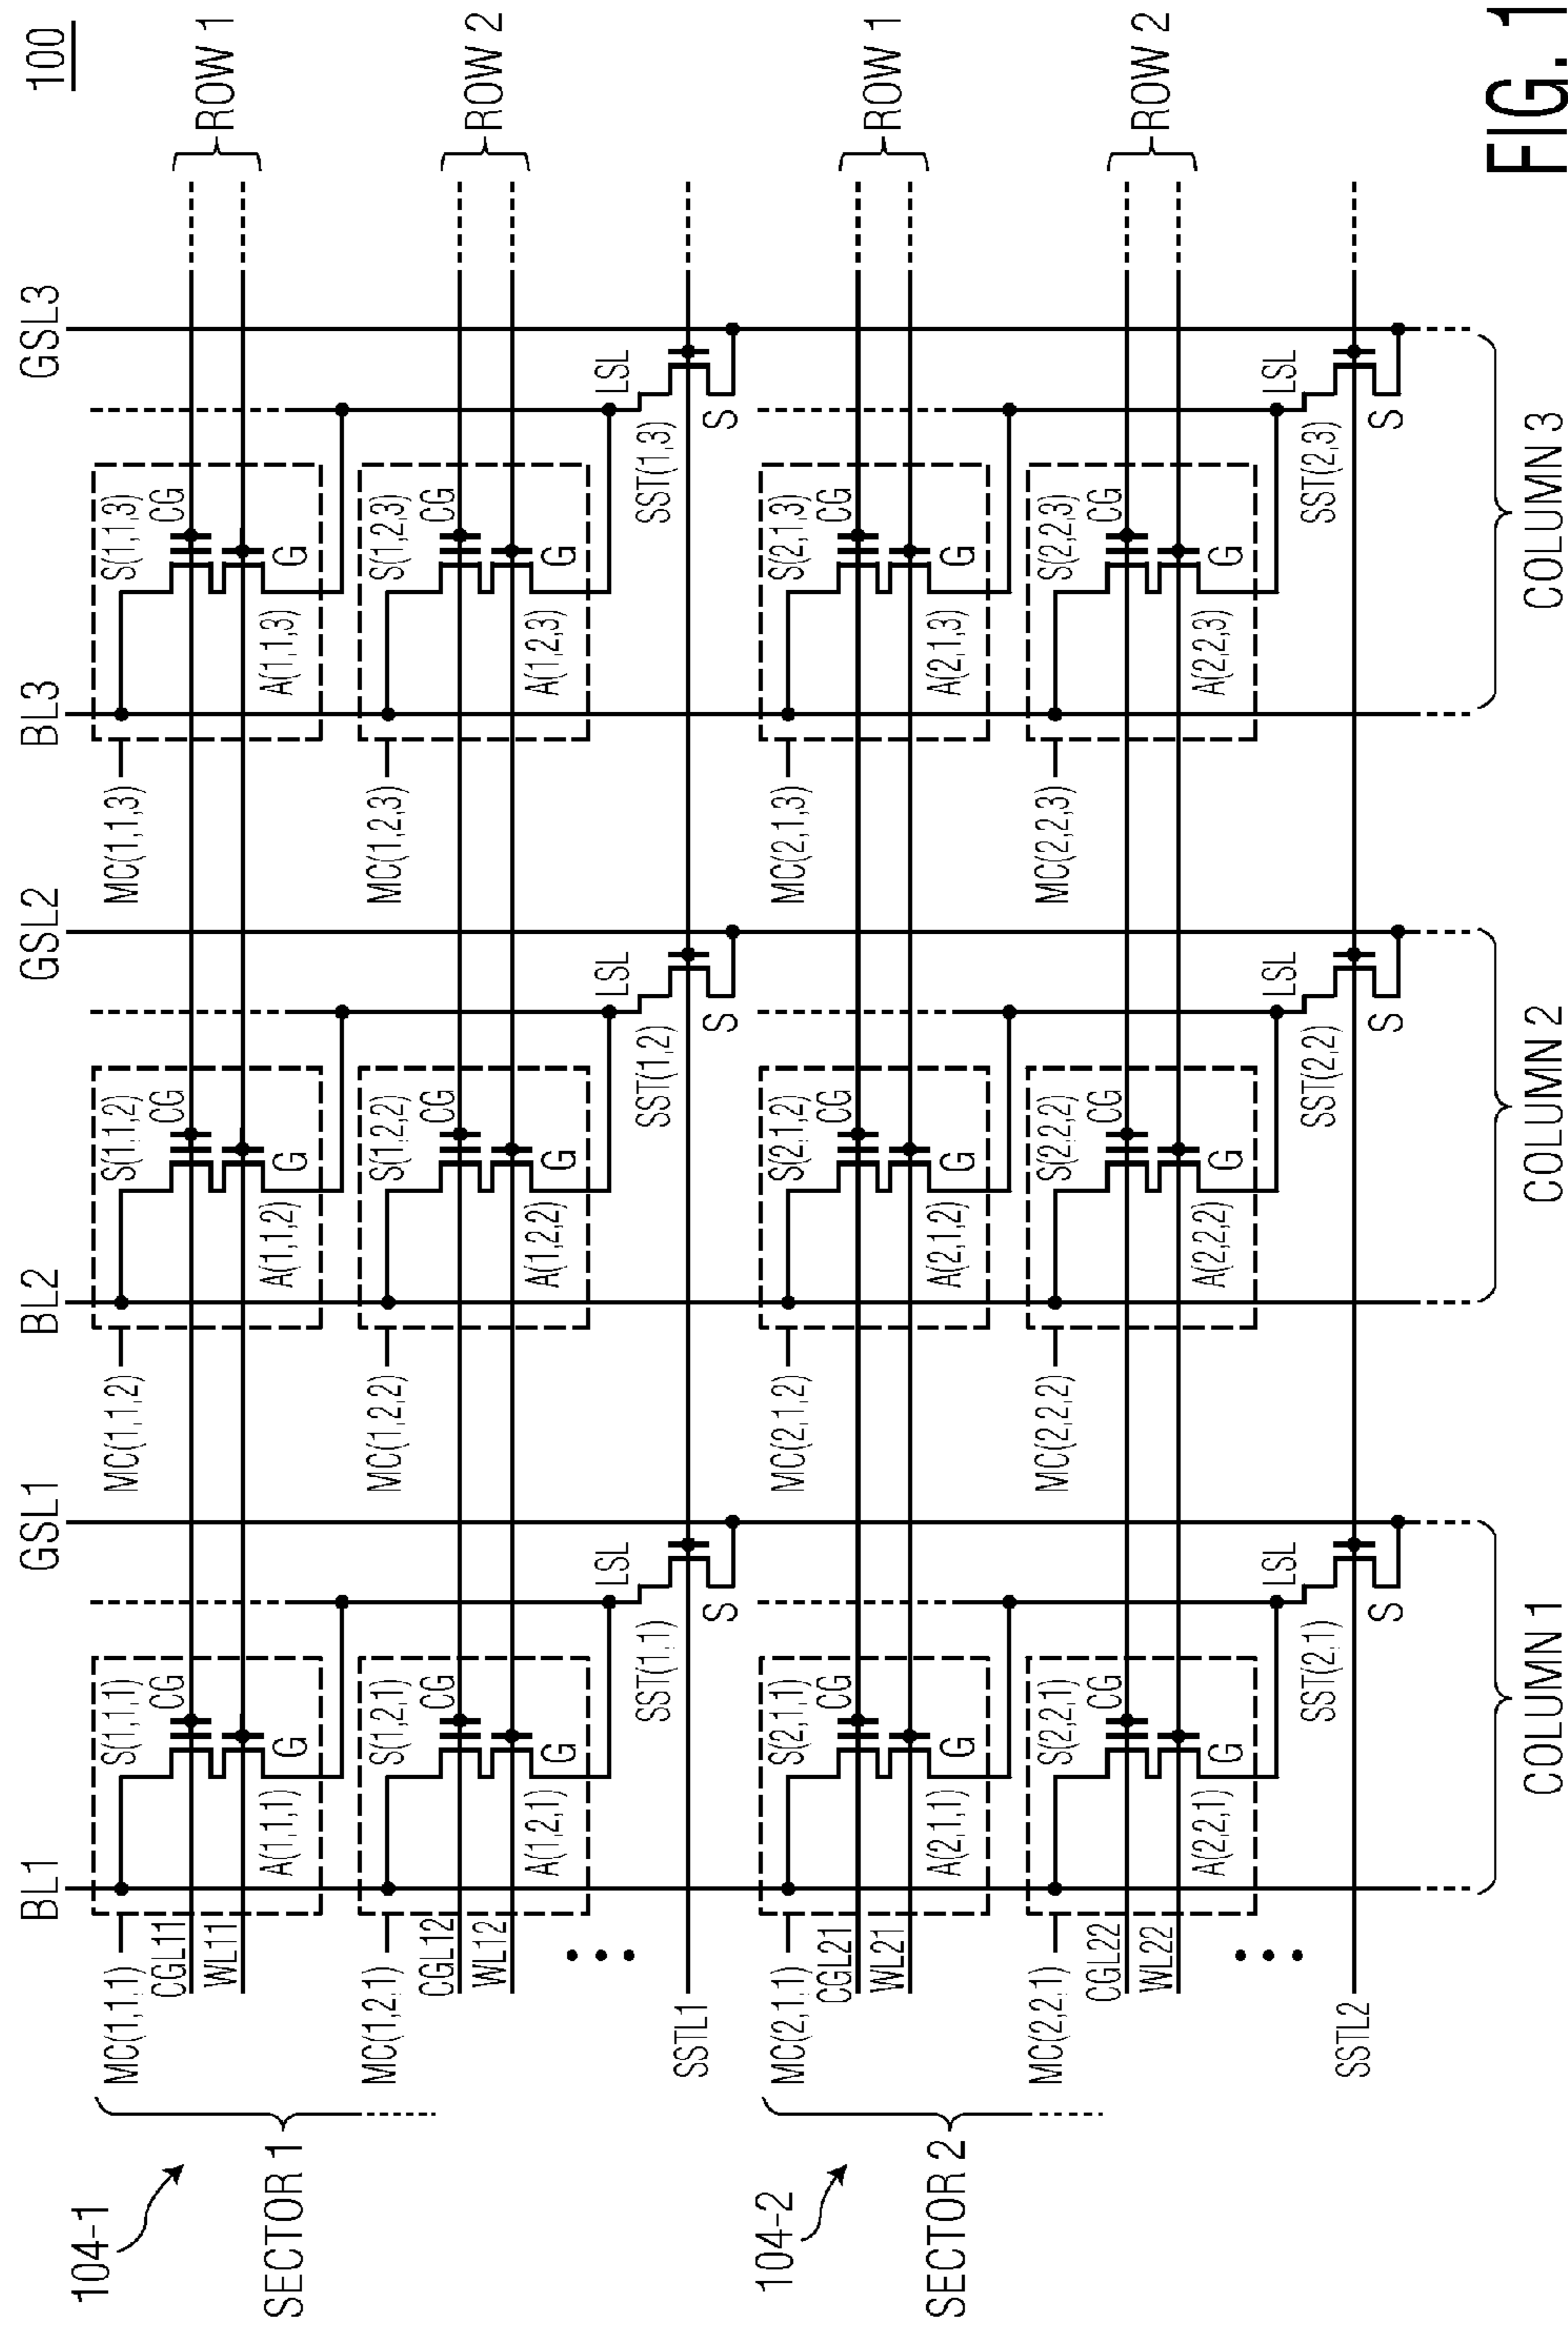 100
BL1 GSL1 BL2 GSL2 BL3 GSL3
104-1
SECTOR 1
MC(1,1,1) S(1,1,1) CG MC(1,1,2) S(1,1,2) CG MC(1,1,3) S(1,1,3) CG
CGL11
ROW 1
WL11
A(1,1,1) G A(1,1,2) G A(1,1,3) G
MC(1,2,1) S(1,2,1) CG MC(1,2,2) S(1,2,2) CG MC(1,2,3) S(1,2,3) CG
CGL12
ROW 2
WL12
A(1,2,1) G A(1,2,2) G A(1,2,3) G
LSL LSL LSL
SST(1,1) SST(1,2) SST(1,3)
SSTL1
S S S
104-2
SECTOR 2
MC(2,1,1) S(2,1,1) CG MC(2,1,2) S(2,1,2) CG MC(2,1,3) S(2,1,3) CG
CGL21
ROW 1
WL21
A(2,1,1) G A(2,1,2) G A(2,1,3) G
MC(2,2,1) S(2,2,1) CG MC(2,2,2) S(2,2,2) CG MC(2,2,3) S(2,2,3) CG
CGL22
ROW 2
WL22
A(2,2,1) G A(2,2,2) G A(2,2,3) G
LSL LSL LSL
SST(2,1) SST(2,2) SST(2,3)
SSTL2
S S S
COLUMN 1 COLUMN 2 COLUMN 3
FIG. 1